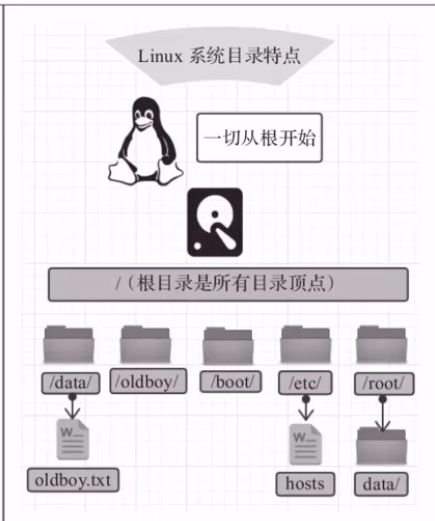 Linux 系统目录特点
一切从根开始
/（根目录是所有目录顶点）
/data/ /oldboy/ /boot/ /etc/ /root/
W
W
oldboy.txt hosts data/